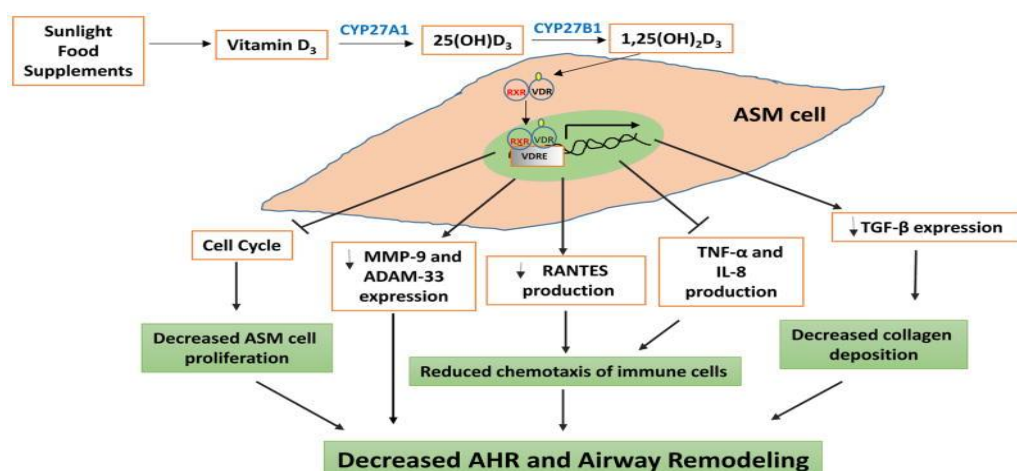 Sunlight
Food
Supplements
Vitamin D₃
CYP27A1
25(OH)D₃
CYP27B1
1,25(OH)₂D₃
RXR
VDR
ASM cell
RXR
VDR
VDRE
Cell Cycle
↓ MMP-9 and
ADAM-33
expression
↓ RANTES
production
TNF-α and
IL-8
production
↓ TGF-β expression
Decreased ASM cell
proliferation
Reduced chemotaxis of immune cells
Decreased collagen
deposition
Decreased AHR and Airway Remodeling